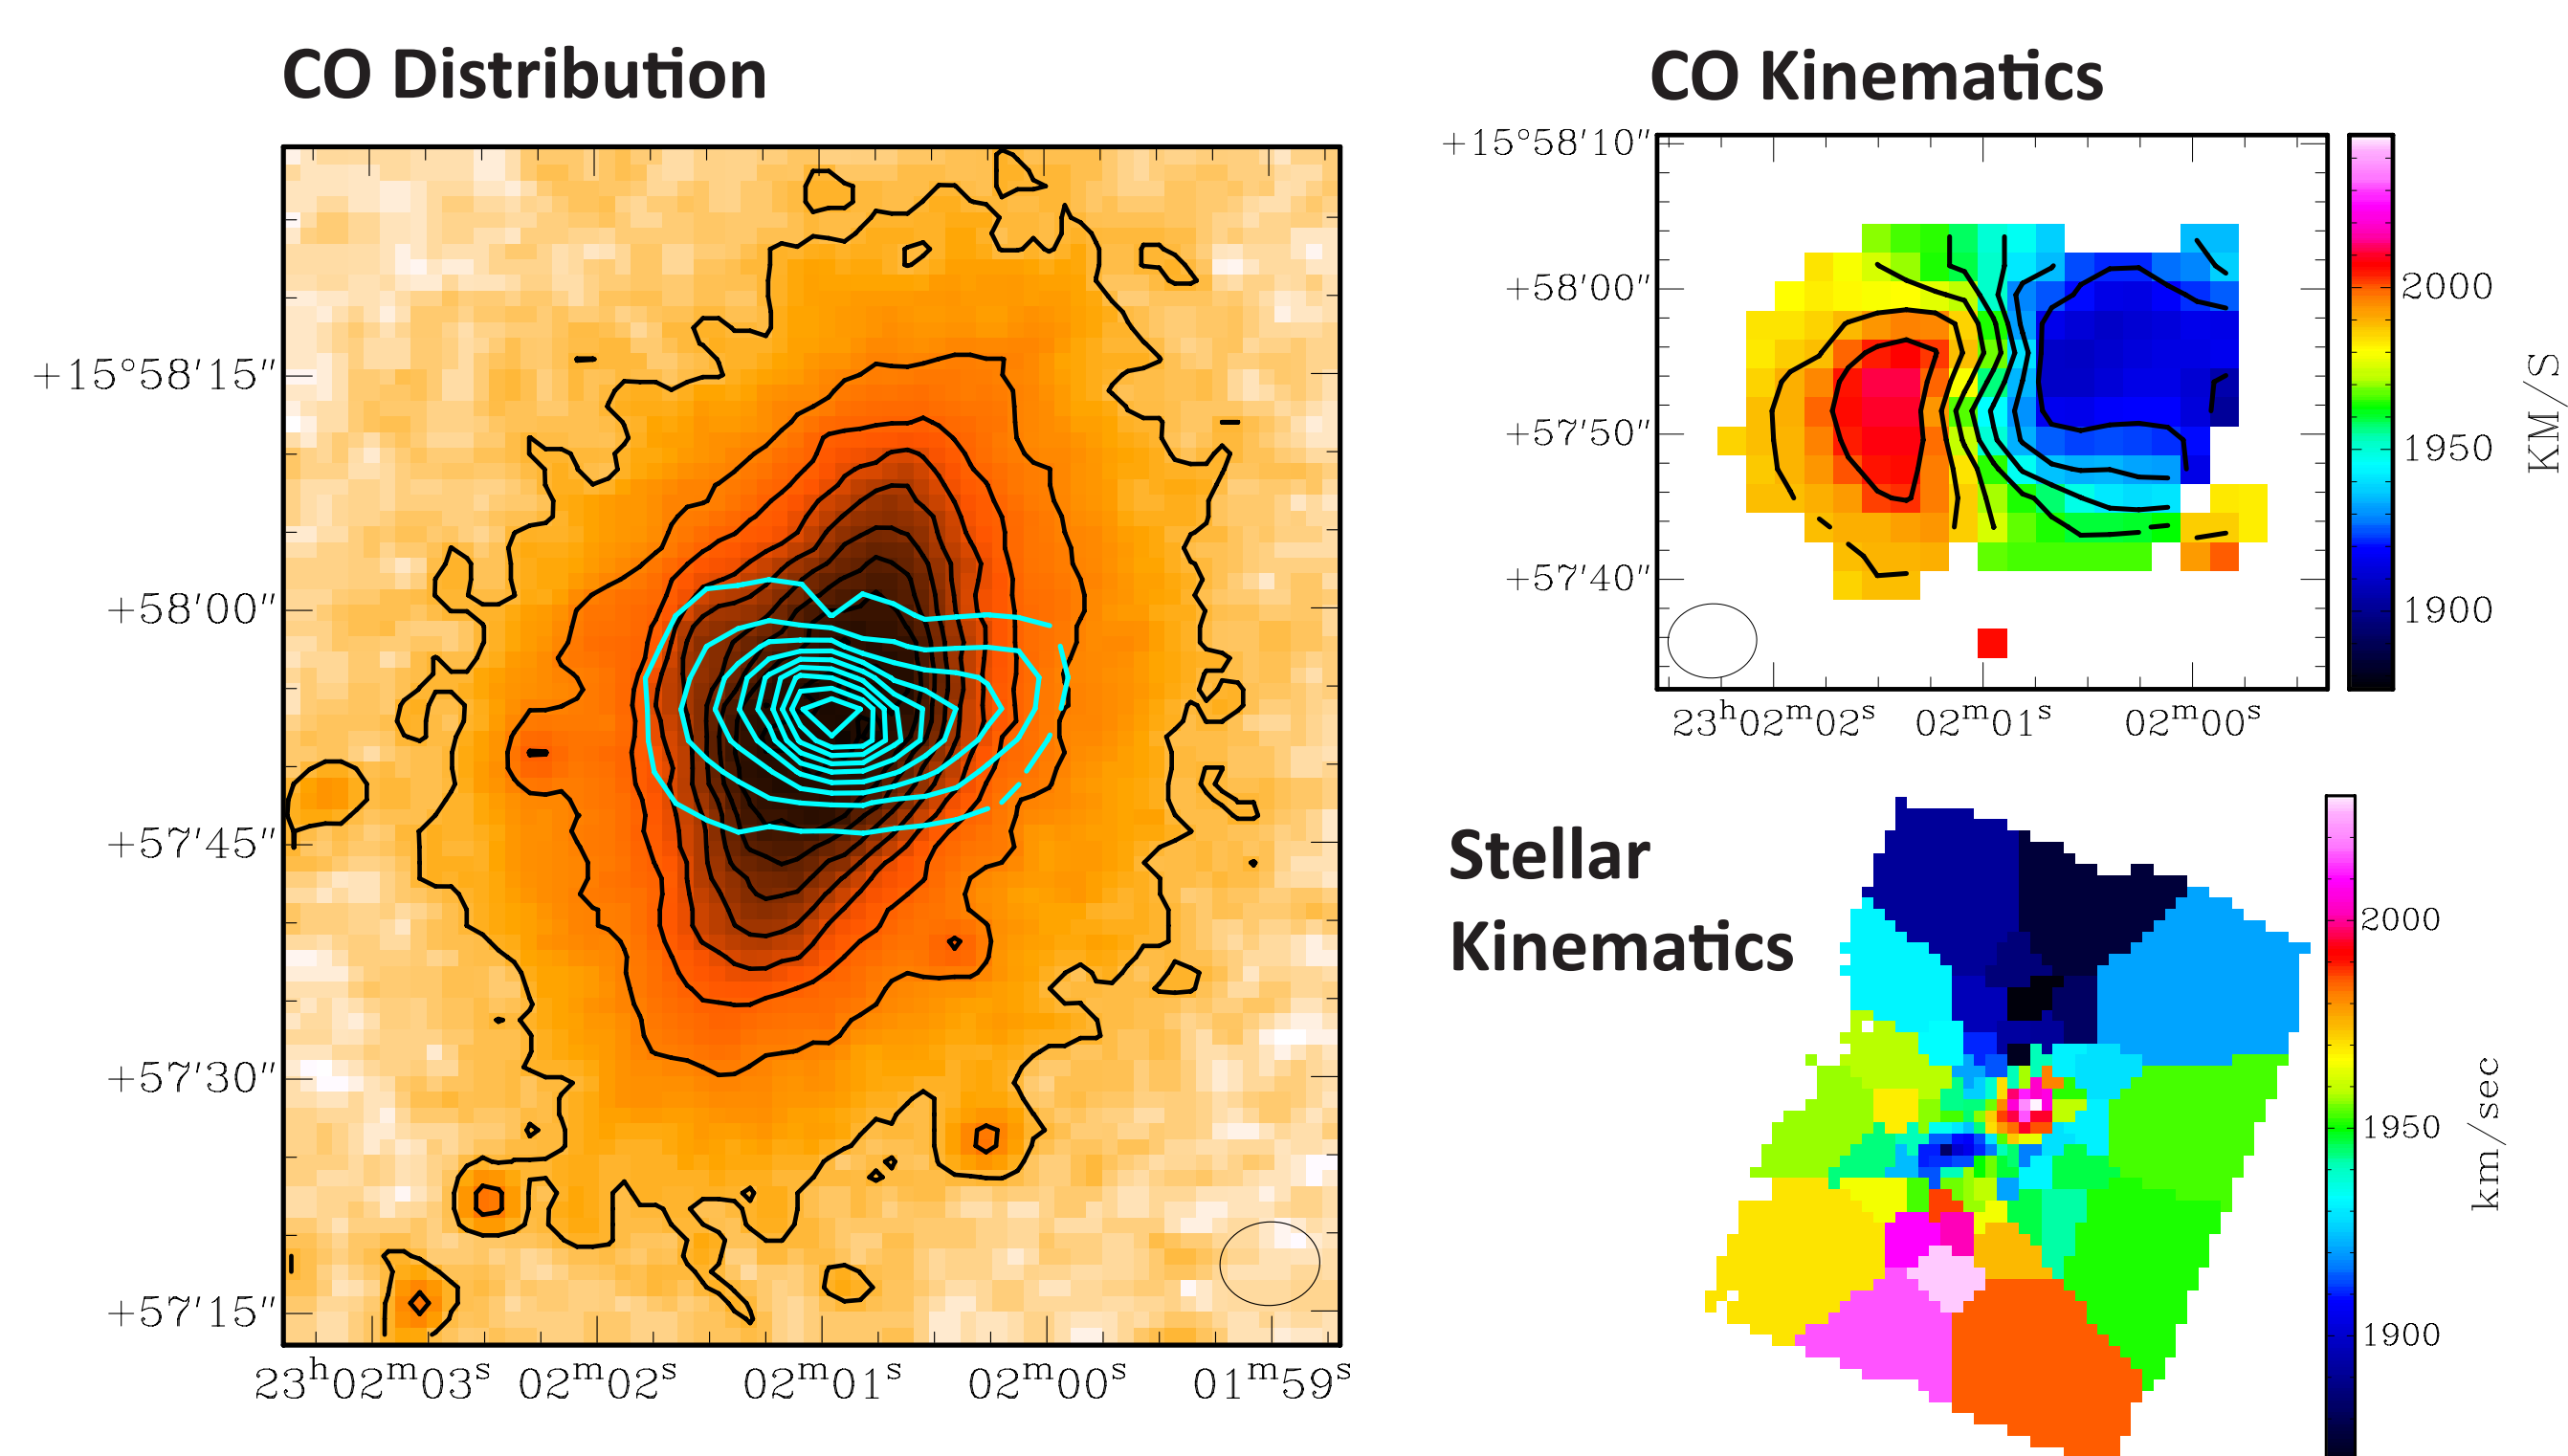 CO Distribution
+15°58'15"
+58'00"
+57'45"
+57'30"
+57'15"
23h02m03s 02m02s 02m01s 02m00s 01m59s
CO Kinematics
+15°58'10"
+58'00"
+57'50"
+57'40"
23h02m02s 02m01s 02m00s
2000
1950
1900
KM/S
Stellar
Kinematics
2000
1950
1900
km/sec